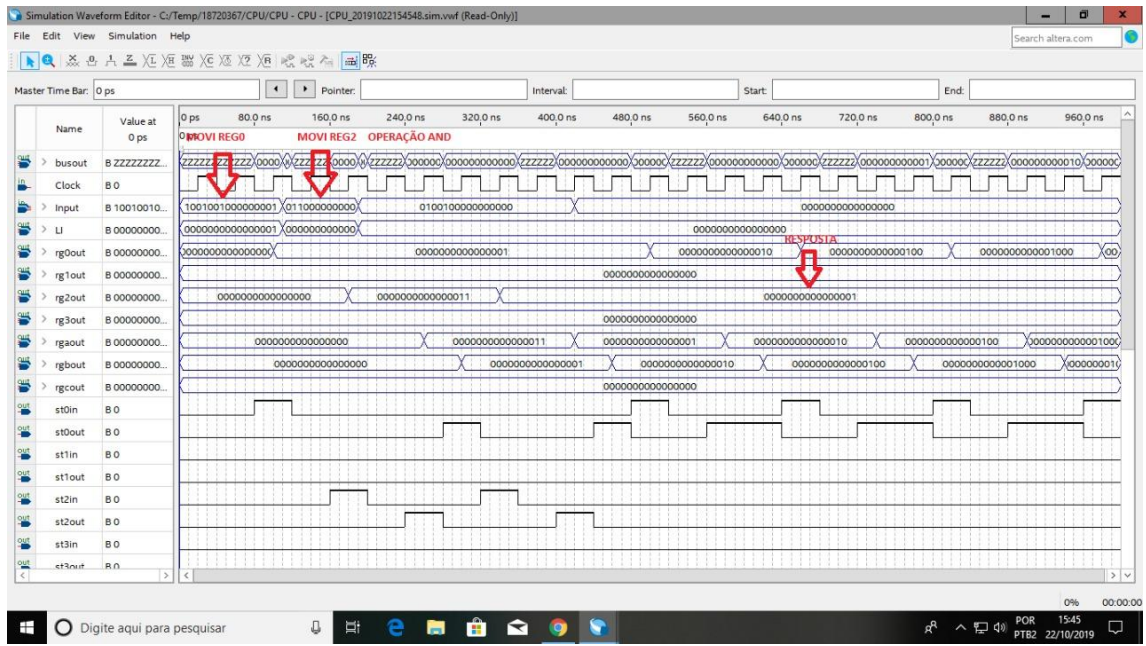 Simulation Waveform Editor - C:/Temp/18720367/CPU/CPU - CPU - [CPU_20191022154548.sim.vwf (Read-Only)]
File Edit View Simulation Help
Search altera.com
Master Time Bar: 0 ps Pointer: Interval: Start: End:
Name Value at 0 ps
0 ps 80.0 ns 160.0 ns 240.0 ns 320.0 ns 400.0 ns 480.0 ns 560.0 ns 640.0 ns 720.0 ns 800.0 ns 880.0 ns 960.0 ns
MOVI REG0 MOVI REG2 OPERAÇÃO AND
busout B ZZZZZZZZ...
Clock B 0
Input B 10010010... 1001001000000001 011000000000 0100100000000000 0000000000000000
LI B 00000000... 0000000000000001 000000000000 0000000000000000
RESPOSTA
rg0out B 00000000... 0000000000000001 0000000000000010 0000000000000100 0000000000001000
rg1out B 00000000... 0000000000000000
rg2out B 00000000... 0000000000000000 0000000000000011 0000000000000001
rg3out B 00000000... 0000000000000000
rgaout B 00000000... 0000000000000000 0000000000000011 0000000000000001 0000000000000010 0000000000000100
rgbout B 00000000... 0000000000000000 0000000000000001 0000000000000010 0000000000000100 0000000000001000
rgcout B 00000000... 0000000000000000
st0in B 0
st0out B 0
st1in B 0
st1out B 0
st2in B 0
st2out B 0
st3in B 0
st3out B 0
0% 00:00:00
Digite aqui para pesquisar
POR 15:45
PTB2 22/10/2019